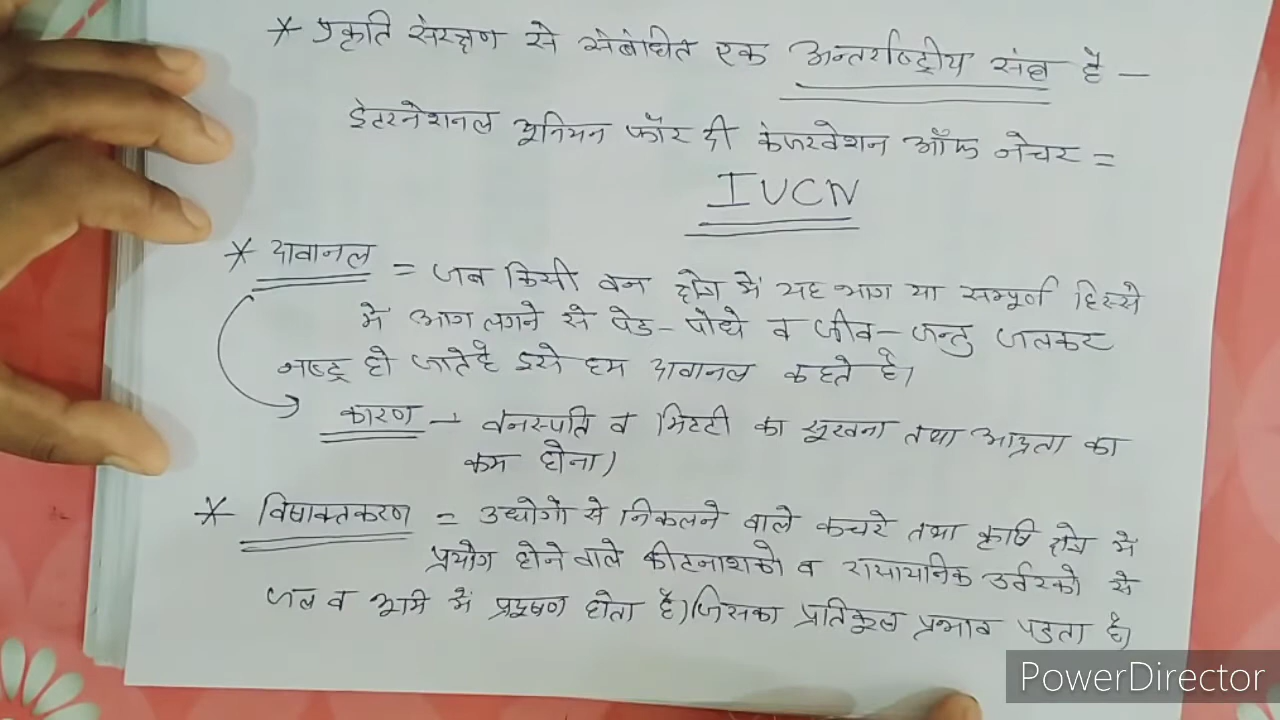 * प्रकृति संरक्षण से संबंधित एक अन्तर्राष्ट्रीय संघ है –
इंटरनेशनल यूनियन फॉर दी कंजरवेशन ऑफ नेचर =
IUCN
* दावानल = जब किसी वन क्षेत्र में यह भाग या सम्पूर्ण हिस्से
में आग लगने से पेड़-पौधे व जीव-जन्तु जलकर
नष्ट हो जाते है इसे हम दावानल कहते है।
कारण – वनस्पति व मिटटी का सूखना तथा आद्रता का
कम होना।
* विषाक्तकरण = उद्योगों से निकलने वाले कचरे तथा कृषि क्षेत्र में
प्रयोग होने वाले कीटनाशको व रासायनिक उर्वरको से
जल व भूमि में प्रदूषण होता है। जिसका प्रतिकूल प्रभाव पडता है।
PowerDirector